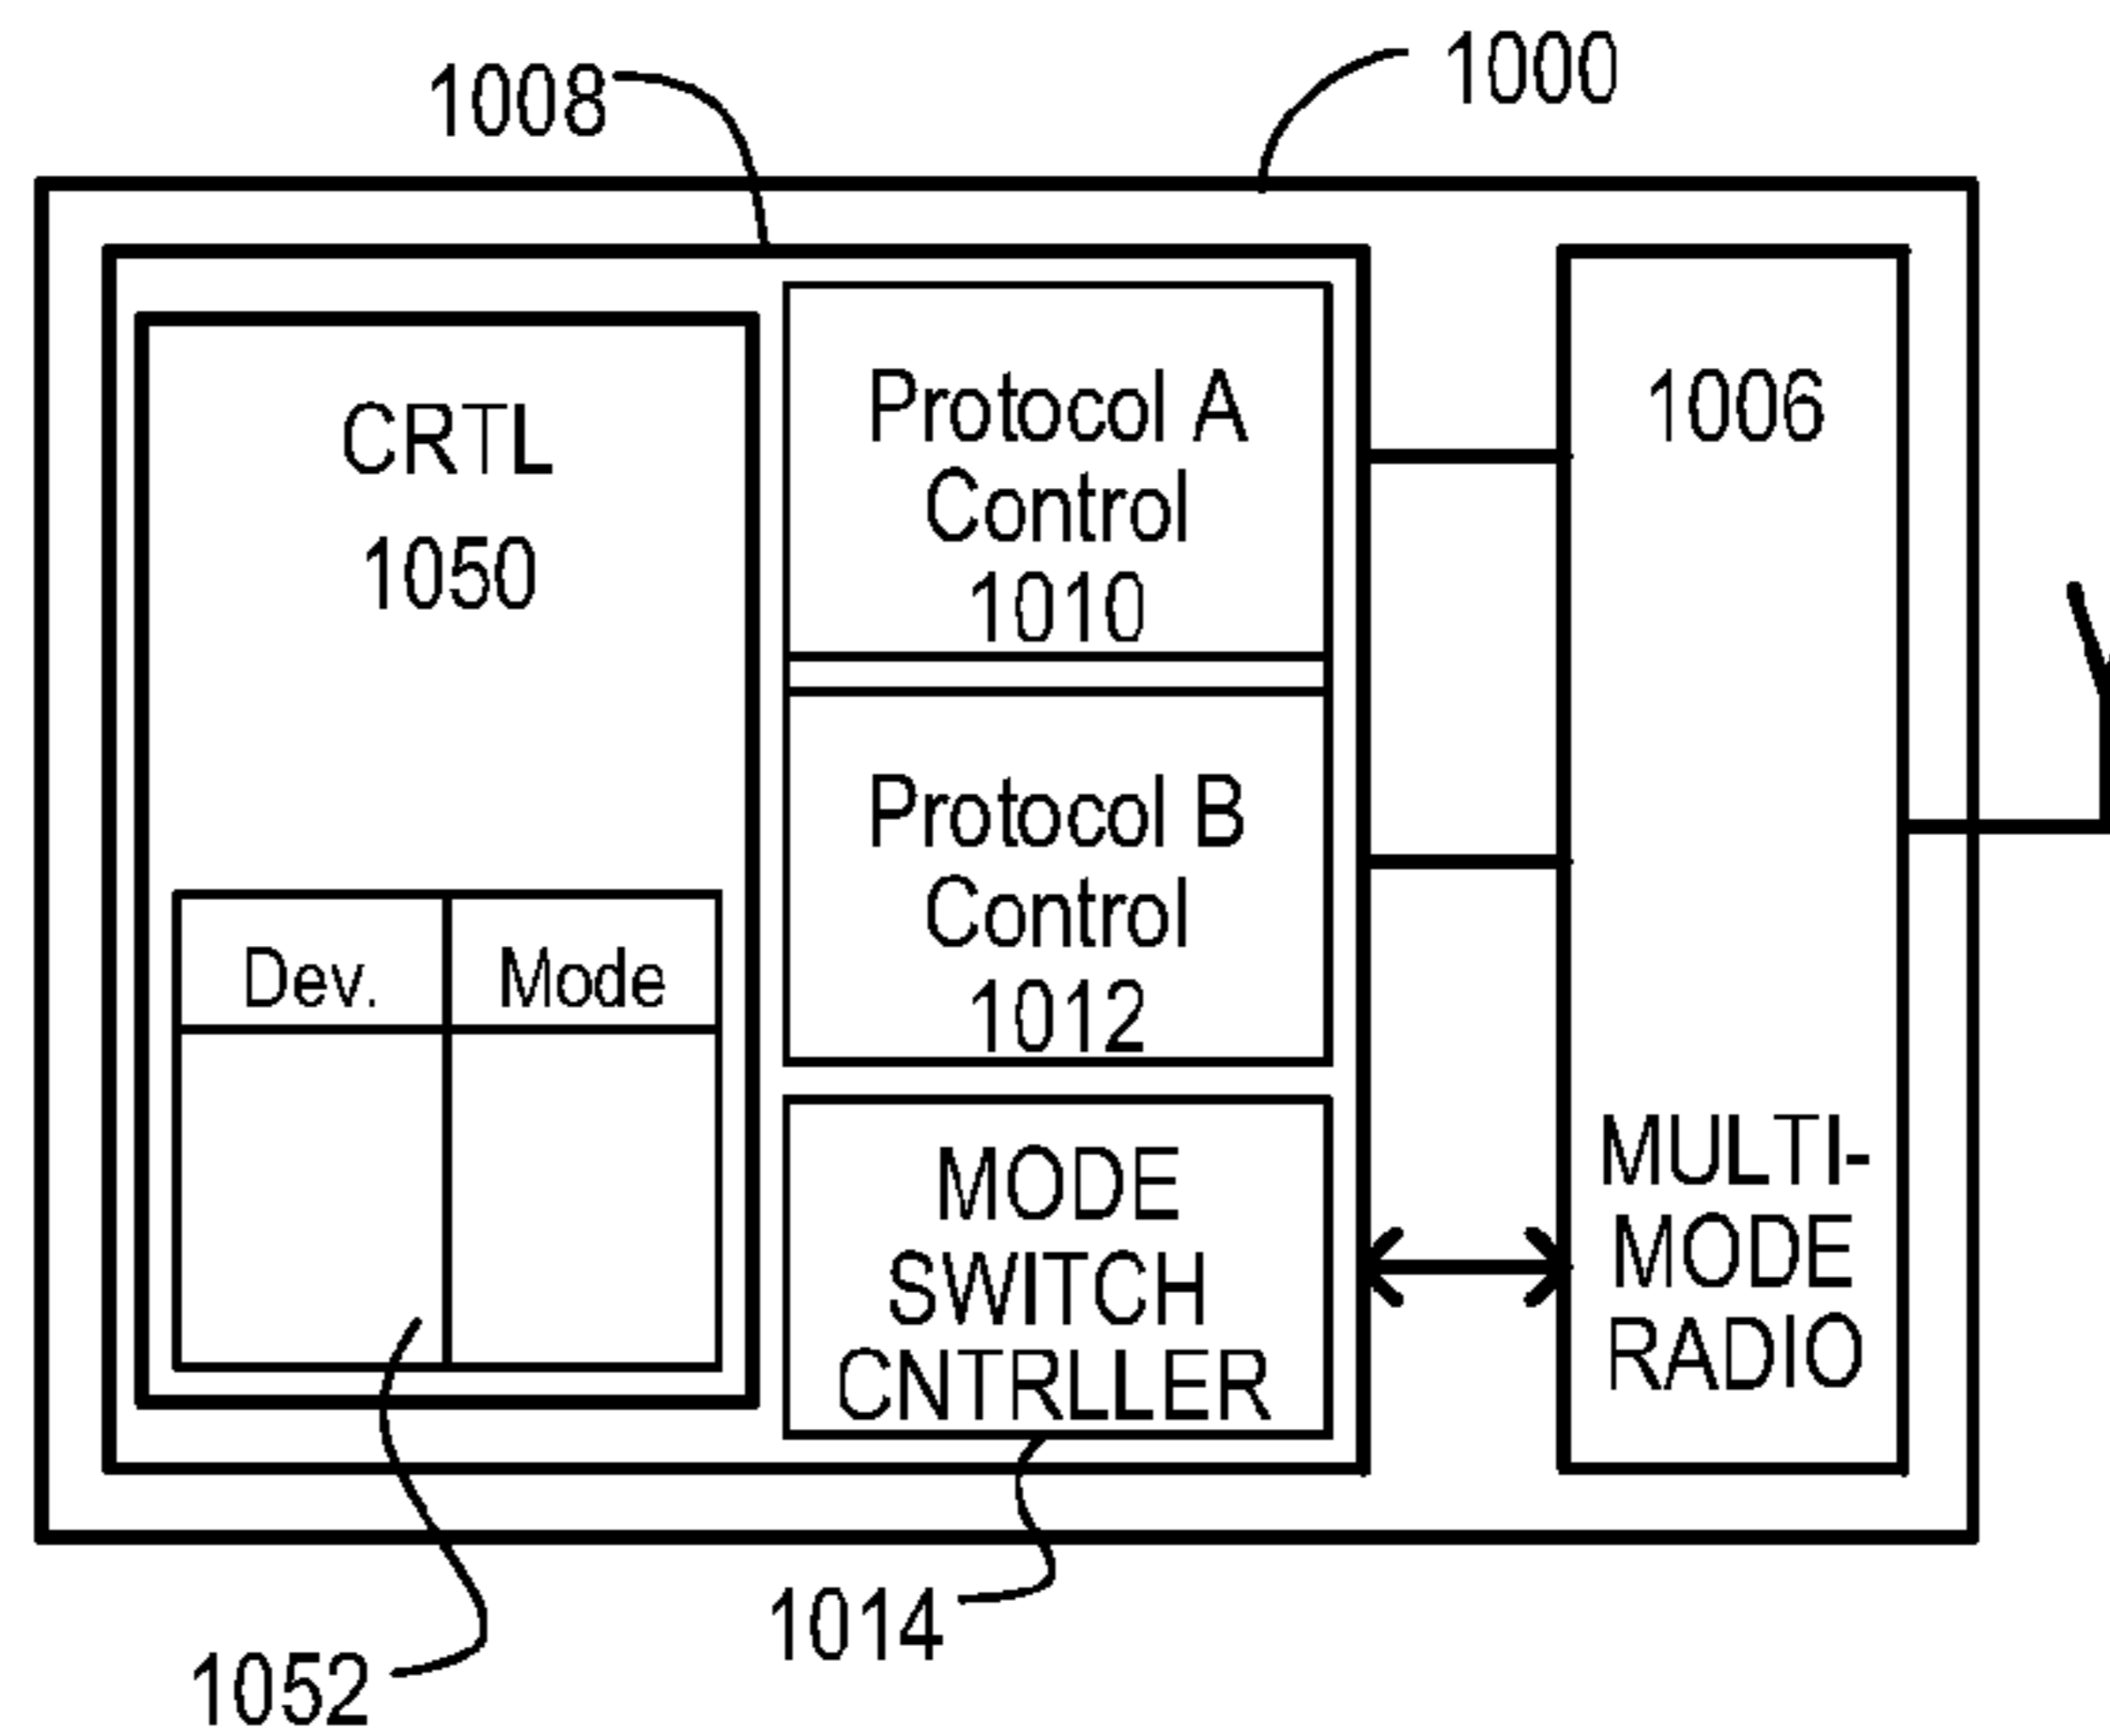 1008
1000
CRTL
1050
Dev.
Mode
Protocol A
Control
1010
Protocol B
Control
1012
MODE
SWITCH
CNTRLLER
1006
MULTI-
MODE
RADIO
1014
1052